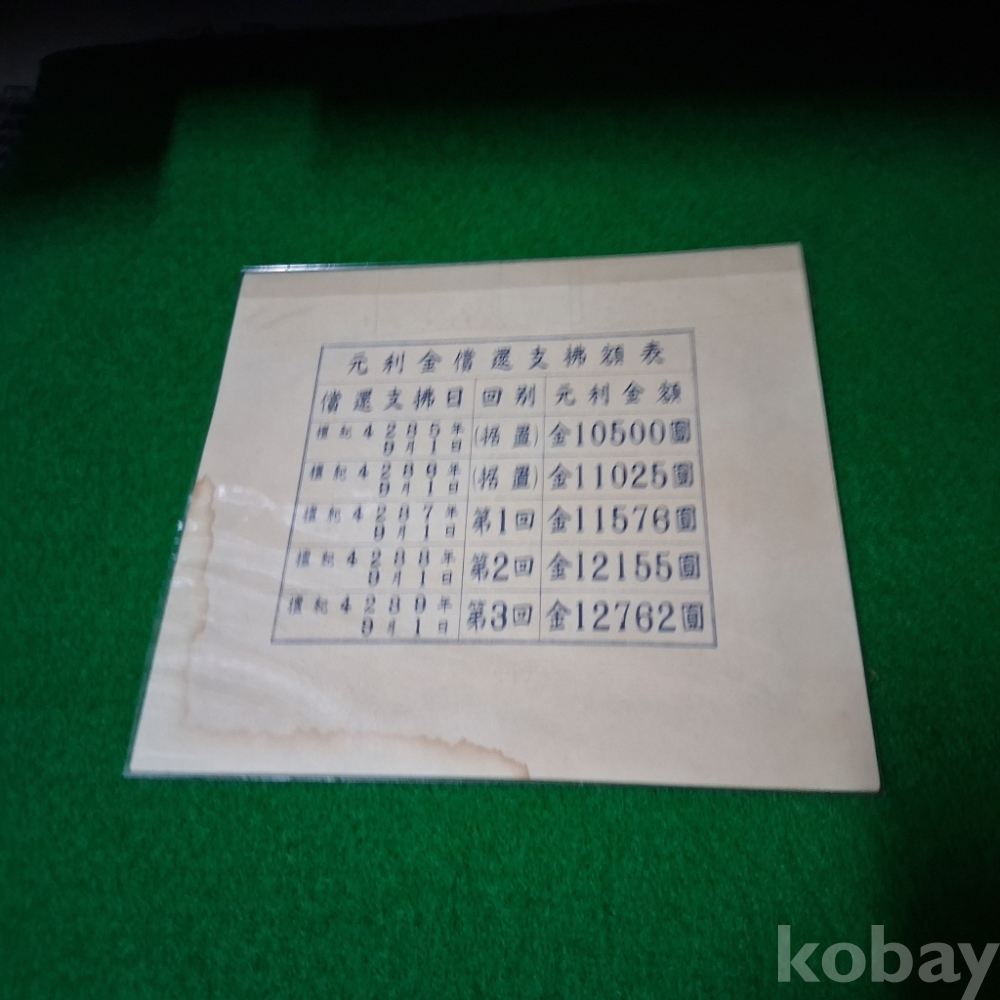 元利金償還支拂額表
償還支拂日 回別 元利金額
檀紀4285年9月1日 (据置) 金10500圓
檀紀4286年9月1日 (据置) 金11025圓
檀紀4287年9月1日 第1回 金11576圓
檀紀4288年9月1日 第2回 金12155圓
檀紀4289年9月1日 第3回 金12762圓
kobay